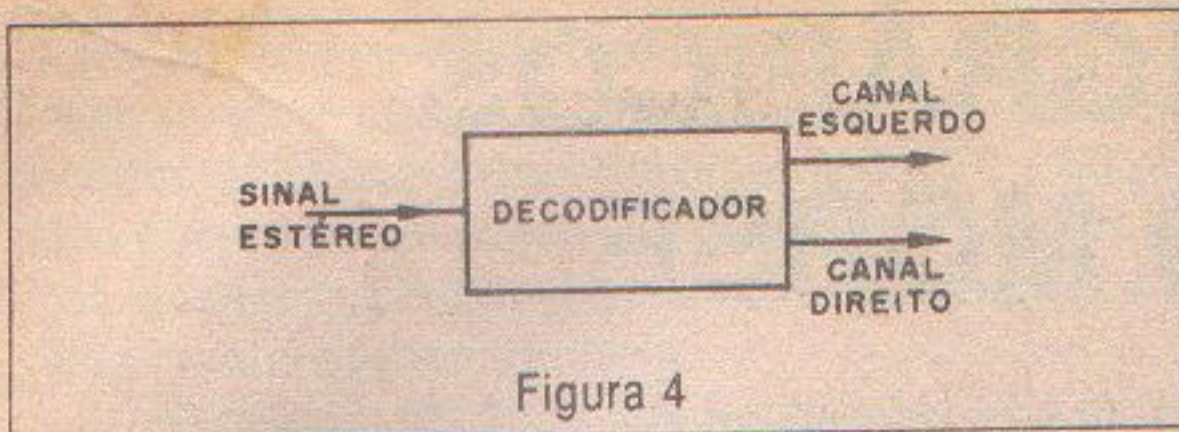 CANAL
ESQUERDO
SINAL
ESTÉREO
DECODIFICADOR
CANAL
DIREITO
Figura 4